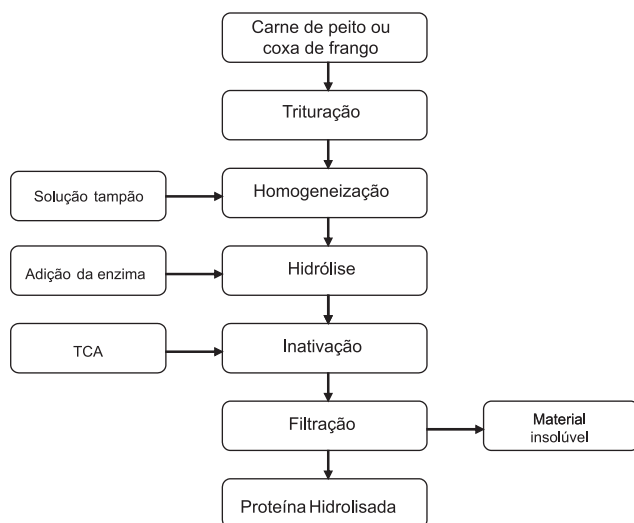 Carne de peito ou
coxa de frango
Trituração
Solução tampão
Homogeneização
Adição da enzima
Hidrólise
TCA
Inativação
Filtração
Material
insolúvel
Proteína Hidrolisada